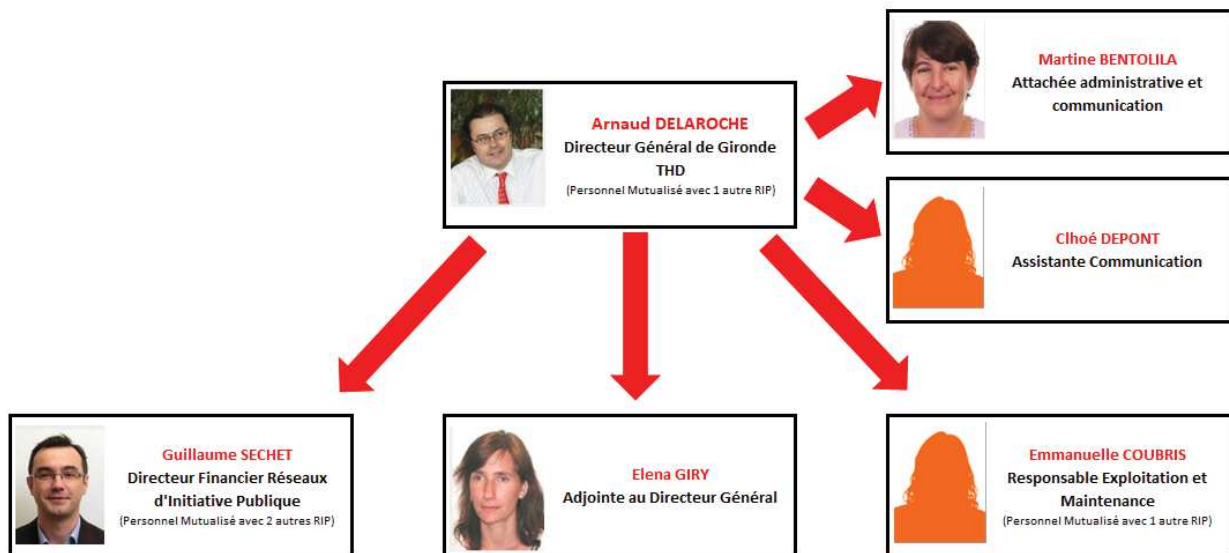 Martine BENTOLILA
Attachée administrative et
communication
Arnaud DELAROCHE
Directeur Général de Gironde
THD
(Personnel Mutualisé avec 1 autre RIP)
Clhoé DEPONT
Assistante Communication
Guillaume SECHET
Directeur Financier Réseaux
d'Initiative Publique
(Personnel Mutualisé avec 2 autres RIP)
Elena GIRY
Adjointe au Directeur Général
Emmanuelle COUBRIS
Responsable Exploitation et
Maintenance
(Personnel Mutualisé avec 1 autre RIP)